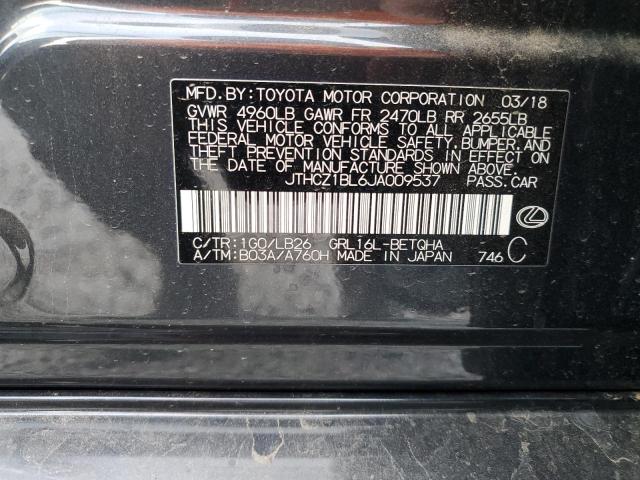 MFD.BY:TOYOTA MOTOR CORPORATION 03/18
GVWR 4960LB GAWR FR 2470LB RR 2655LB
THIS VEHICLE CONFORMS TO ALL APPLICABLE
FEDERAL MOTOR VEHICLE SAFETY,BUMPER,AND
THEFT PREVENTION STANDARDS IN EFFECT ON
THE DATE OF MANUFACTURE SHOWN ABOVE.
JTHCZ1BL6JA009537 PASS.CAR
C/TR:1G0/LB26 GRL16L-BETQHA
A/TM:B03A/A760H MADE IN JAPAN 746 C